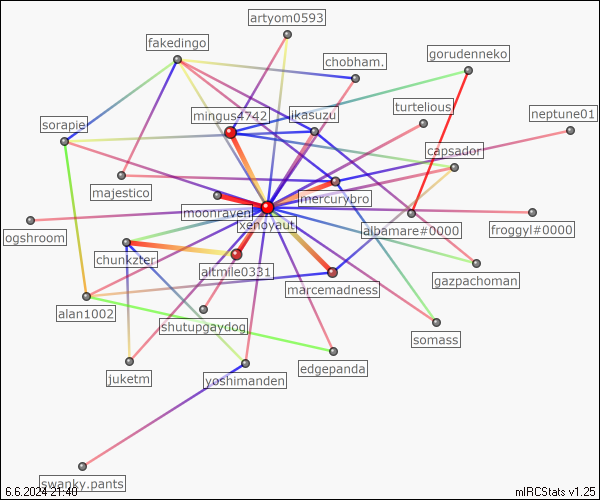 artyom0593
fakedingo
gorudenneko
chobham.
turtelious
mingus4742
ikasuzu
neptune01
sorapie
capsador
majestico
mercurybro
moonraven
xenoyaut
albamare#0000
froggyl#0000
ogshroom
chunkzter
altmile0331
gazpachoman
marcemadness
alan1002
shutupgaydog
somass
edgepanda
juketm
yoshimanden
swanky.pants
6.6.2024 21:40
mIRCStats v1.25